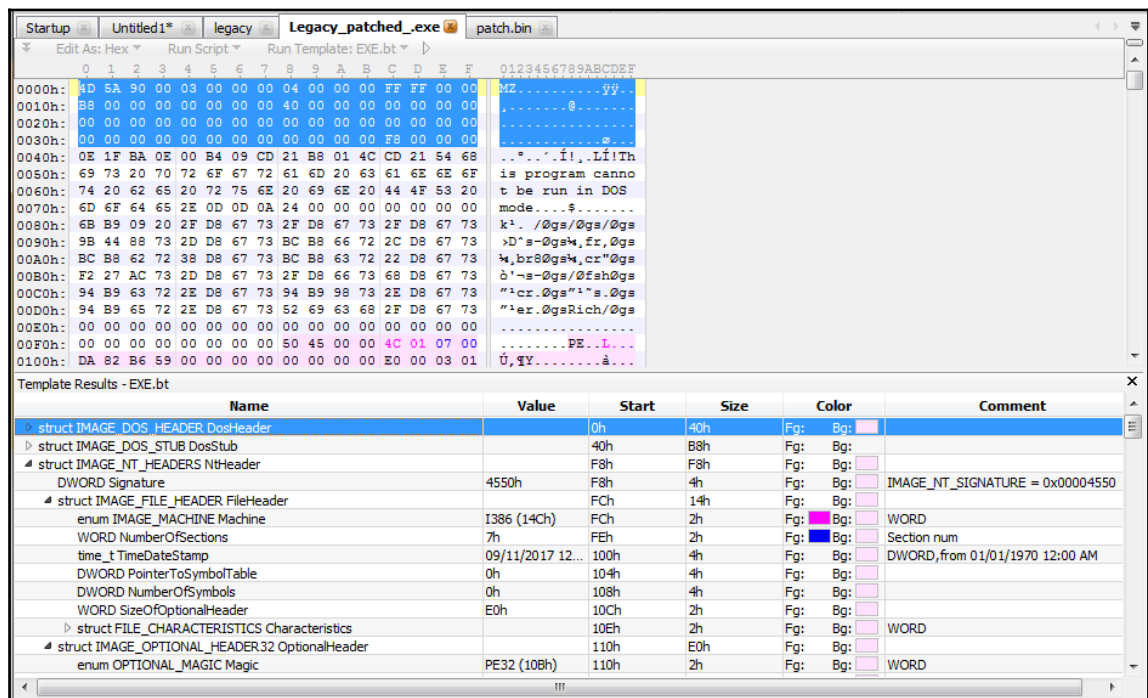 Startup Untitled1* legacy Legacy_patched_.exe patch.bin
Edit As: Hex Run Script Run Template: EXE.bt
0 1 2 3 4 5 6 7 8 9 A B C D E F 0123456789ABCDEF
0000h: 4D 5A 90 00 03 00 00 00 04 00 00 00 FF FF 00 00 MZ..........ÿÿ..
0010h: B8 00 00 00 00 00 00 00 40 00 00 00 00 00 00 00 ¸.......@.......
0020h: 00 00 00 00 00 00 00 00 00 00 00 00 00 00 00 00 ................
0030h: 00 00 00 00 00 00 00 00 00 00 00 00 F8 00 00 00 ............ø...
0040h: 0E 1F BA 0E 00 B4 09 CD 21 B8 01 4C CD 21 54 68 ..º..´.Í!¸.LÍ!Th
0050h: 69 73 20 70 72 6F 67 72 61 6D 20 63 61 6E 6E 6F is program canno
0060h: 74 20 62 65 20 72 75 6E 20 69 6E 20 44 4F 53 20 t be run in DOS
0070h: 6D 6F 64 65 2E 0D 0D 0A 24 00 00 00 00 00 00 00 mode....$.......
0080h: 6B B9 09 20 2F D8 67 73 2F D8 67 73 2F D8 67 73 k¹. /Øgs/Øgs/Øgs
0090h: 9B 44 88 73 2D D8 67 73 BC B8 66 72 2C D8 67 73 ›Dˆs-Øgs¼¸fr,Øgs
00A0h: BC B8 62 72 38 D8 67 73 BC B8 63 72 22 D8 67 73 ¼¸br8Øgs¼¸cr"Øgs
00B0h: F2 27 AC 73 2D D8 67 73 2F D8 66 73 68 D8 67 73 ò'¬s-Øgs/ØfshØgs
00C0h: 94 B9 63 72 2E D8 67 73 94 B9 98 73 2E D8 67 73 ”¹cr.Øgs”¹˜s.Øgs
00D0h: 94 B9 65 72 2E D8 67 73 52 69 63 68 2F D8 67 73 ”¹er.ØgsRich/Øgs
00E0h: 00 00 00 00 00 00 00 00 00 00 00 00 00 00 00 00 ................
00F0h: 00 00 00 00 00 00 00 00 50 45 00 00 4C 01 07 00 ........PE..L...
0100h: DA 82 B6 59 00 00 00 00 00 00 00 00 E0 00 03 01 Ú‚¶Y........à...
Template Results - EXE.bt
Name Value Start Size Color Comment
struct IMAGE_DOS_HEADER DosHeader 0h 40h Fg: Bg:
struct IMAGE_DOS_STUB DosStub 40h B8h Fg: Bg:
struct IMAGE_NT_HEADERS NtHeader F8h F8h Fg: Bg:
DWORD Signature 4550h F8h 4h Fg: Bg: IMAGE_NT_SIGNATURE = 0x00004550
struct IMAGE_FILE_HEADER FileHeader FCh 14h Fg: Bg:
enum IMAGE_MACHINE Machine I386 (14Ch) FCh 2h Fg: Bg: WORD
WORD NumberOfSections 7h FEh 2h Fg: Bg: Section num
time_t TimeDateStamp 09/11/2017 12... 100h 4h Fg: Bg: DWORD,from 01/01/1970 12:00 AM
DWORD PointerToSymbolTable 0h 104h 4h Fg: Bg:
DWORD NumberOfSymbols 0h 108h 4h Fg: Bg:
WORD SizeOfOptionalHeader E0h 10Ch 2h Fg: Bg:
struct FILE_CHARACTERISTICS Characteristics 10Eh 2h Fg: Bg: WORD
struct IMAGE_OPTIONAL_HEADER32 OptionalHeader 110h E0h Fg: Bg:
enum OPTIONAL_MAGIC Magic PE32 (10Bh) 110h 2h Fg: Bg: WORD